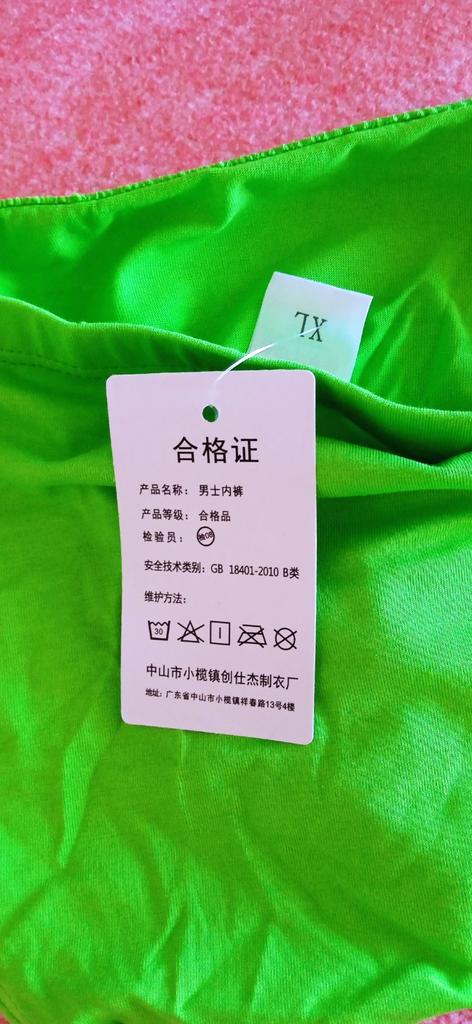 XL
合格证
产品名称：男士内裤
产品等级：合格品
检验员：检08
安全技术类别：GB 18401-2010 B类
维护方法：
30
中山市小榄镇创仕杰制衣厂
地址：广东省中山市小榄镇祥春路13号4楼